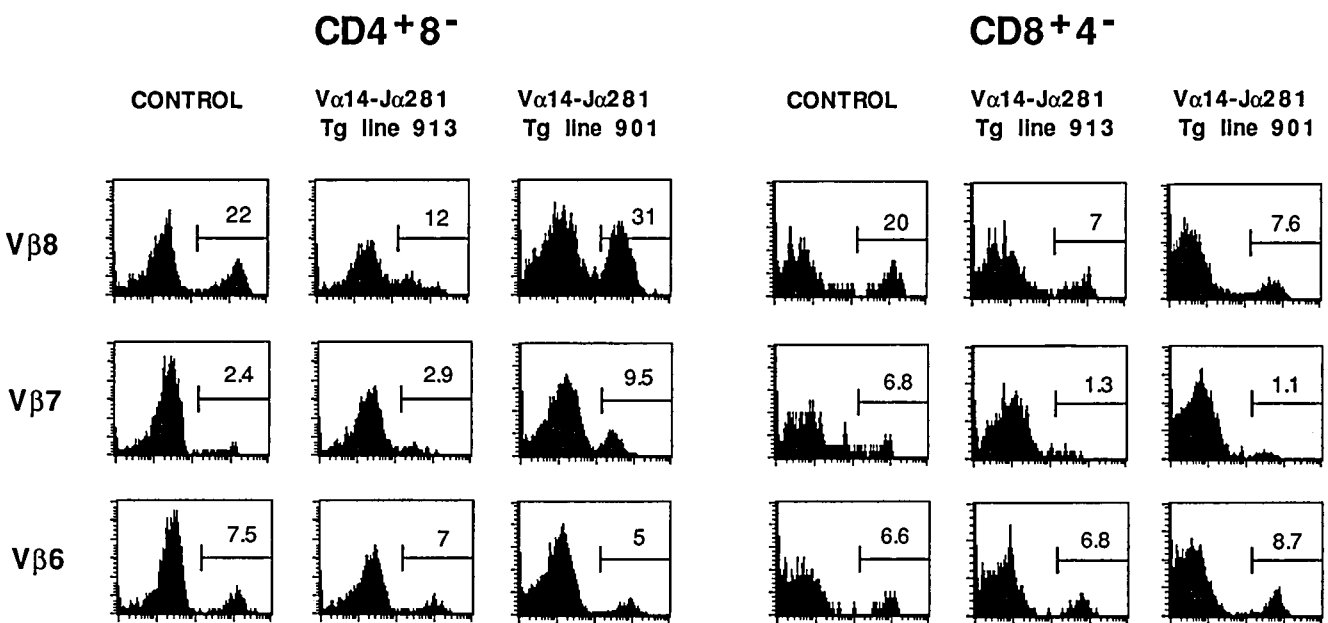 CD4+8- CD8+4-
CONTROL Vα14-Jα281 Vα14-Jα281 CONTROL Vα14-Jα281 Vα14-Jα281
Tg line 913 Tg line 901 Tg line 913 Tg line 901
Vβ8 22 12 31 20 7 7.6
Vβ7 2.4 2.9 9.5 6.8 1.3 1.1
Vβ6 7.5 7 5 6.6 6.8 8.7